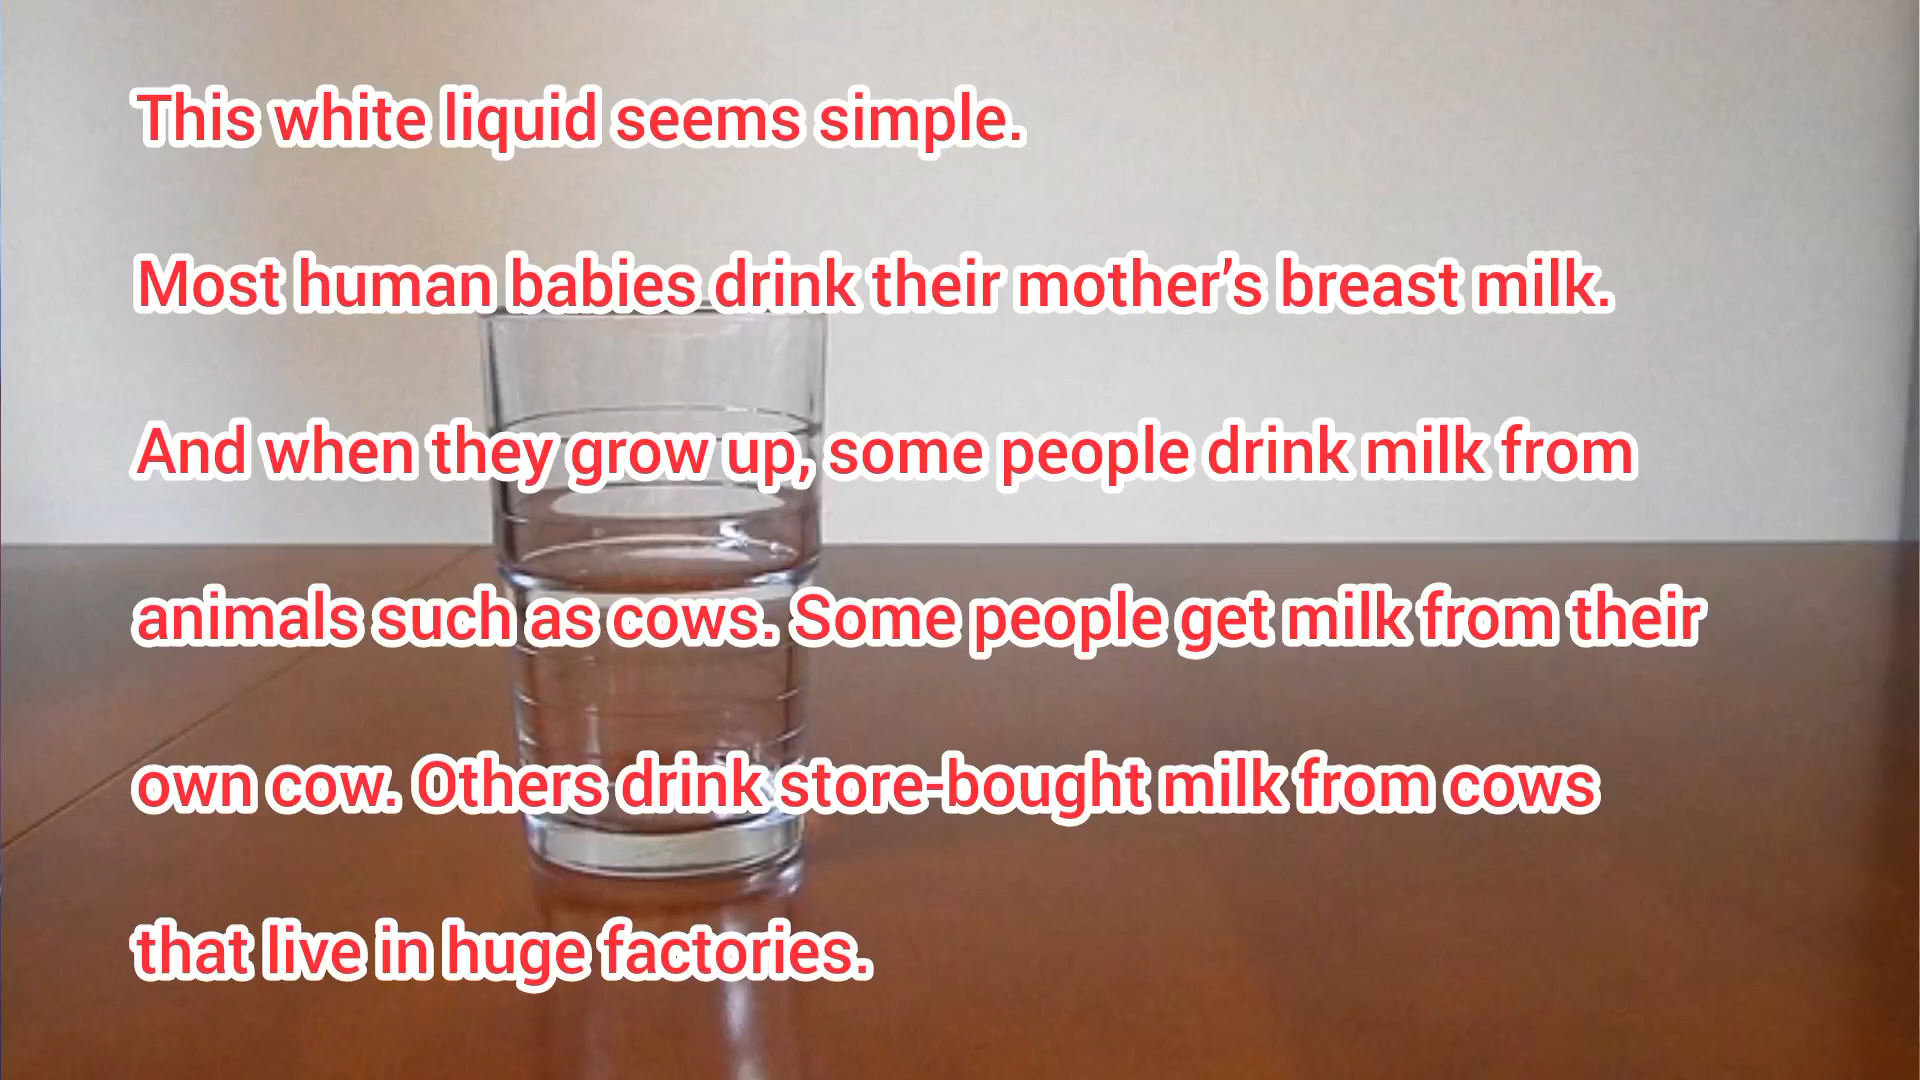 This white liquid seems simple.
Most human babies drink their mother’s breast milk.
And when they grow up, some people drink milk from
animals such as cows. Some people get milk from their
own cow. Others drink store-bought milk from cows
that live in huge factories.